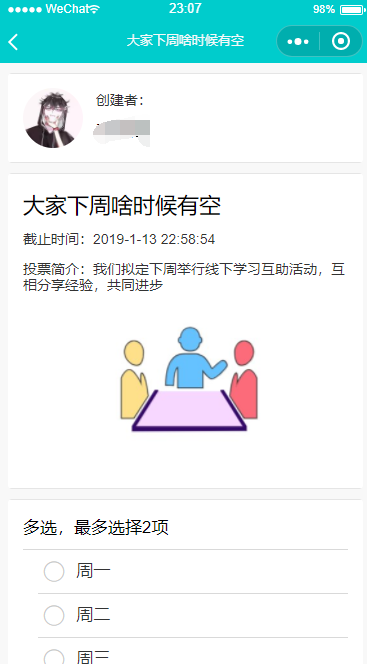 WeChat
23:07
98%
大家下周啥时候有空
创建者：
大家下周啥时候有空
截止时间：2019-1-13 22:58:54
投票简介：我们拟定下周举行线下学习互助活动，互
相分享经验，共同进步
多选，最多选择2项
周一
周二
周三